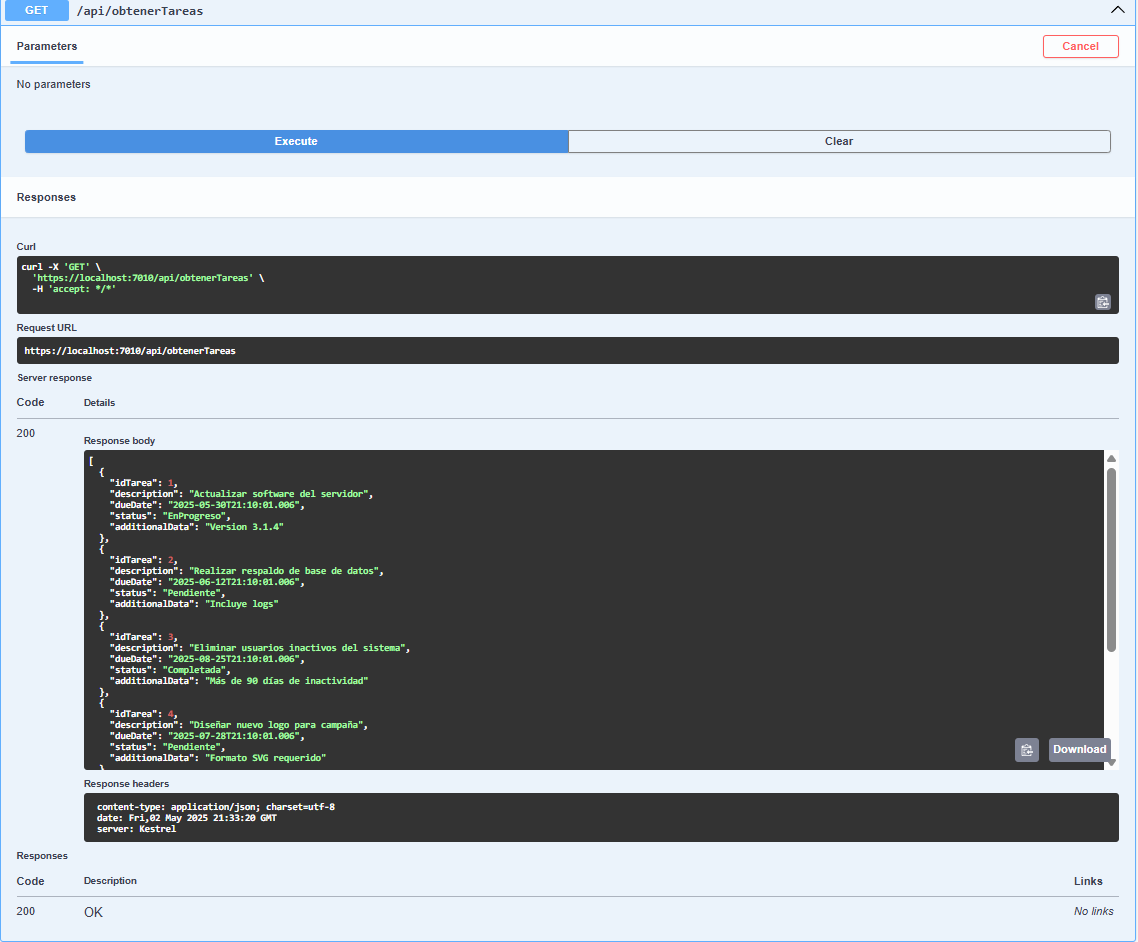 GET /api/obtenerTareas
Parameters
Cancel
No parameters
Execute
Clear
Responses
Curl
curl -X 'GET' \
'https://localhost:7010/api/obtenerTareas' \
-H 'accept: */*'
Request URL
https://localhost:7010/api/obtenerTareas
Server response
Code Details
200
Response body
[
{
"idTarea": 1,
"description": "Actualizar software del servidor",
"dueDate": "2025-05-30T21:10:01.006",
"status": "EnProgreso",
"additionalData": "Version 3.1.4"
},
{
"idTarea": 2,
"description": "Realizar respaldo de base de datos",
"dueDate": "2025-06-12T21:10:01.006",
"status": "Pendiente",
"additionalData": "Incluye logs"
},
{
"idTarea": 3,
"description": "Eliminar usuarios inactivos del sistema",
"dueDate": "2025-08-25T21:10:01.006",
"status": "Completada",
"additionalData": "Más de 90 días de inactividad"
},
{
"idTarea": 4,
"description": "Diseñar nuevo logo para campaña",
"dueDate": "2025-07-28T21:10:01.006",
"status": "Pendiente",
"additionalData": "Formato SVG requerido"
Download
Response headers
content-type: application/json; charset=utf-8
date: Fri,02 May 2025 21:33:20 GMT
server: Kestrel
Responses
Code Description Links
200 OK No links